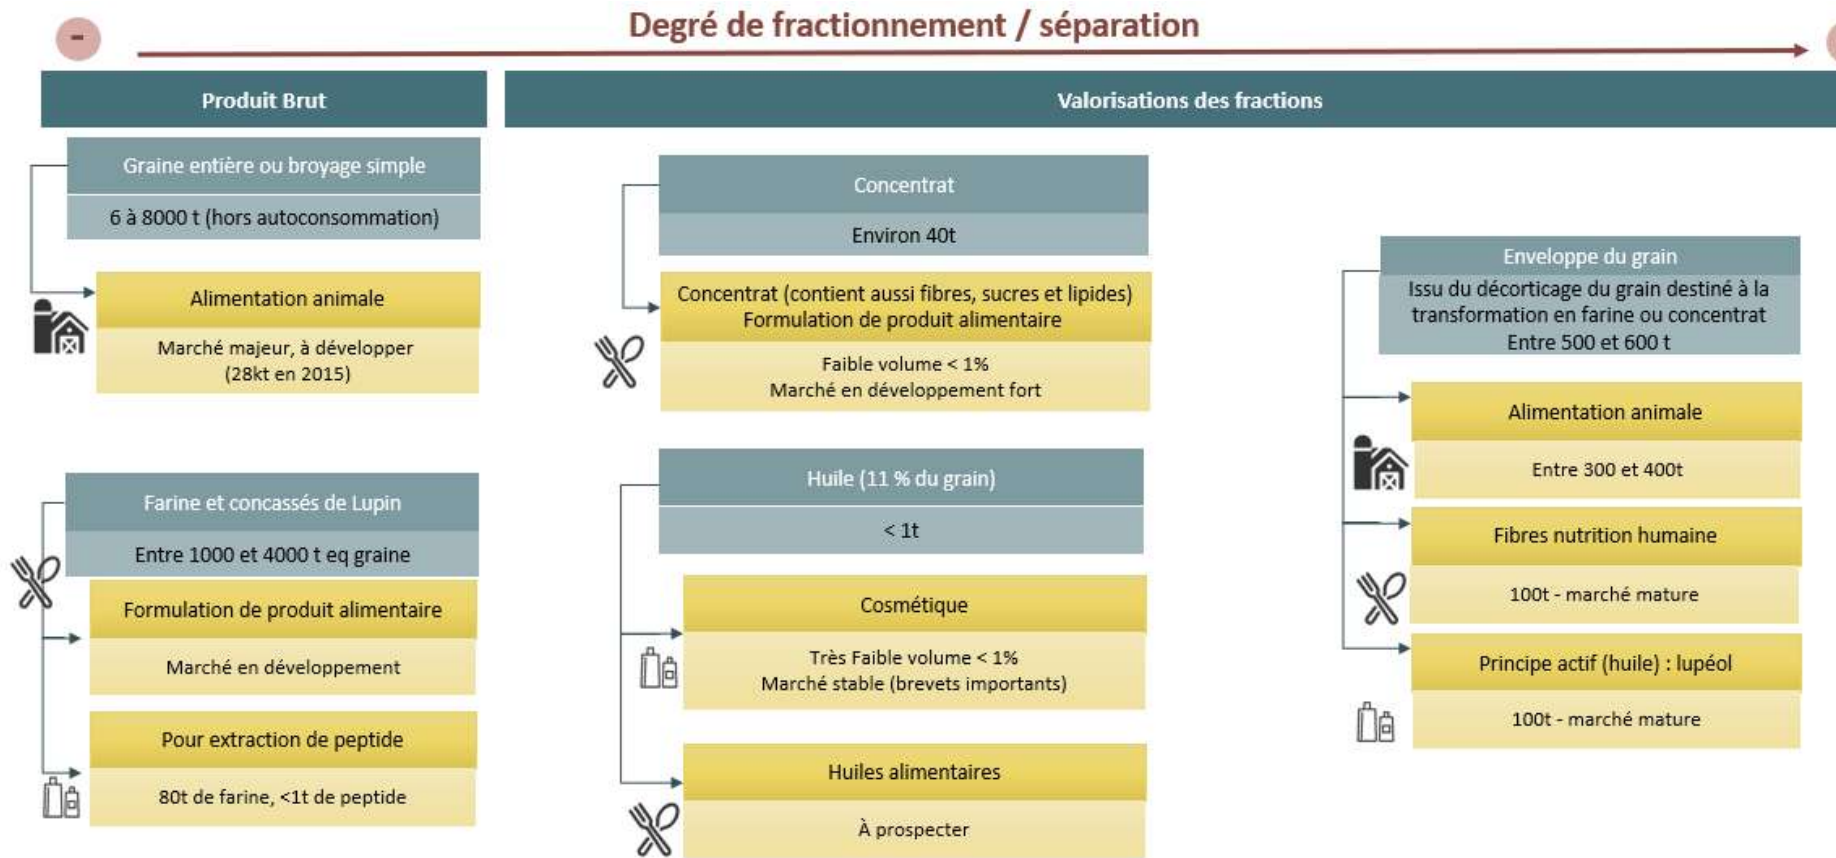 Degré de fractionnement / séparation
-
Produit Brut
Valorisations des fractions
Graine entière ou broyage simple
6 à 8000 t (hors autoconsommation)
Alimentation animale
Marché majeur, à développer
(28kt en 2015)
Farine et concassés de Lupin
Entre 1000 et 4000 t eq graine
Formulation de produit alimentaire
Marché en développement
Pour extraction de peptide
80t de farine, <1t de peptide
Concentrat
Environ 40t
Concentrat (contient aussi fibres, sucres et lipides)
Formulation de produit alimentaire
Faible volume < 1%
Marché en développement fort
Huile (11 % du grain)
< 1t
Cosmétique
Très Faible volume < 1%
Marché stable (brevets importants)
Huiles alimentaires
À prospecter
Enveloppe du grain
Issu du décorticage du grain destiné à la
transformation en farine ou concentrat
Entre 500 et 600 t
Alimentation animale
Entre 300 et 400t
Fibres nutrition humaine
100t - marché mature
Principe actif (huile) : lupéol
100t - marché mature